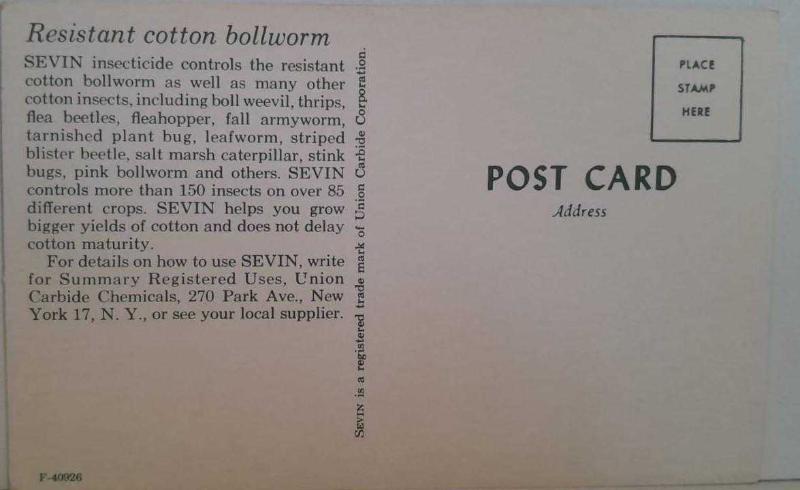 Resistant cotton bollworm
SEVIN insecticide controls the resistant
cotton bollworm as well as many other
cotton insects, including boll weevil, thrips,
flea beetles, fleahopper, fall armyworm,
tarnished plant bug, leafworm, striped
blister beetle, salt marsh caterpillar, stink
bugs, pink bollworm and others. SEVIN
controls more than 150 insects on over 85
different crops. SEVIN helps you grow
bigger yields of cotton and does not delay
cotton maturity.
For details on how to use SEVIN, write
for Summary Registered Uses, Union
Carbide Chemicals, 270 Park Ave., New
York 17, N. Y., or see your local supplier.
F-40926
SEVIN is a registered trade mark of Union Carbide Corporation.
PLACE
STAMP
HERE
POST CARD
Address